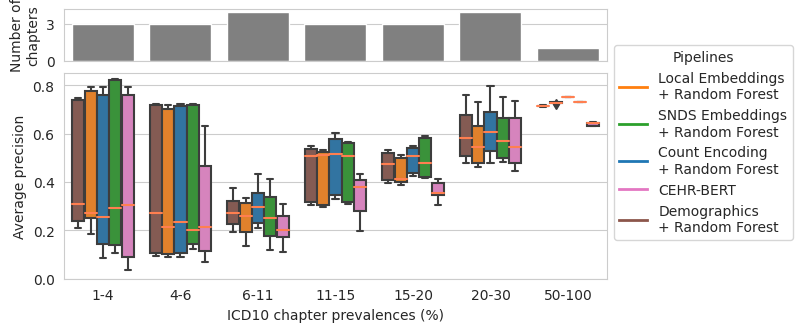 Number of
chapters
3
0
Average precision
0.8
0.6
0.4
0.2
0.0
1-4
4-6
6-11
11-15
15-20
20-30
50-100
ICD10 chapter prevalences (%)
Pipelines
Local Embeddings
+ Random Forest
SNDS Embeddings
+ Random Forest
Count Encoding
+ Random Forest
CEHR-BERT
Demographics
+ Random Forest